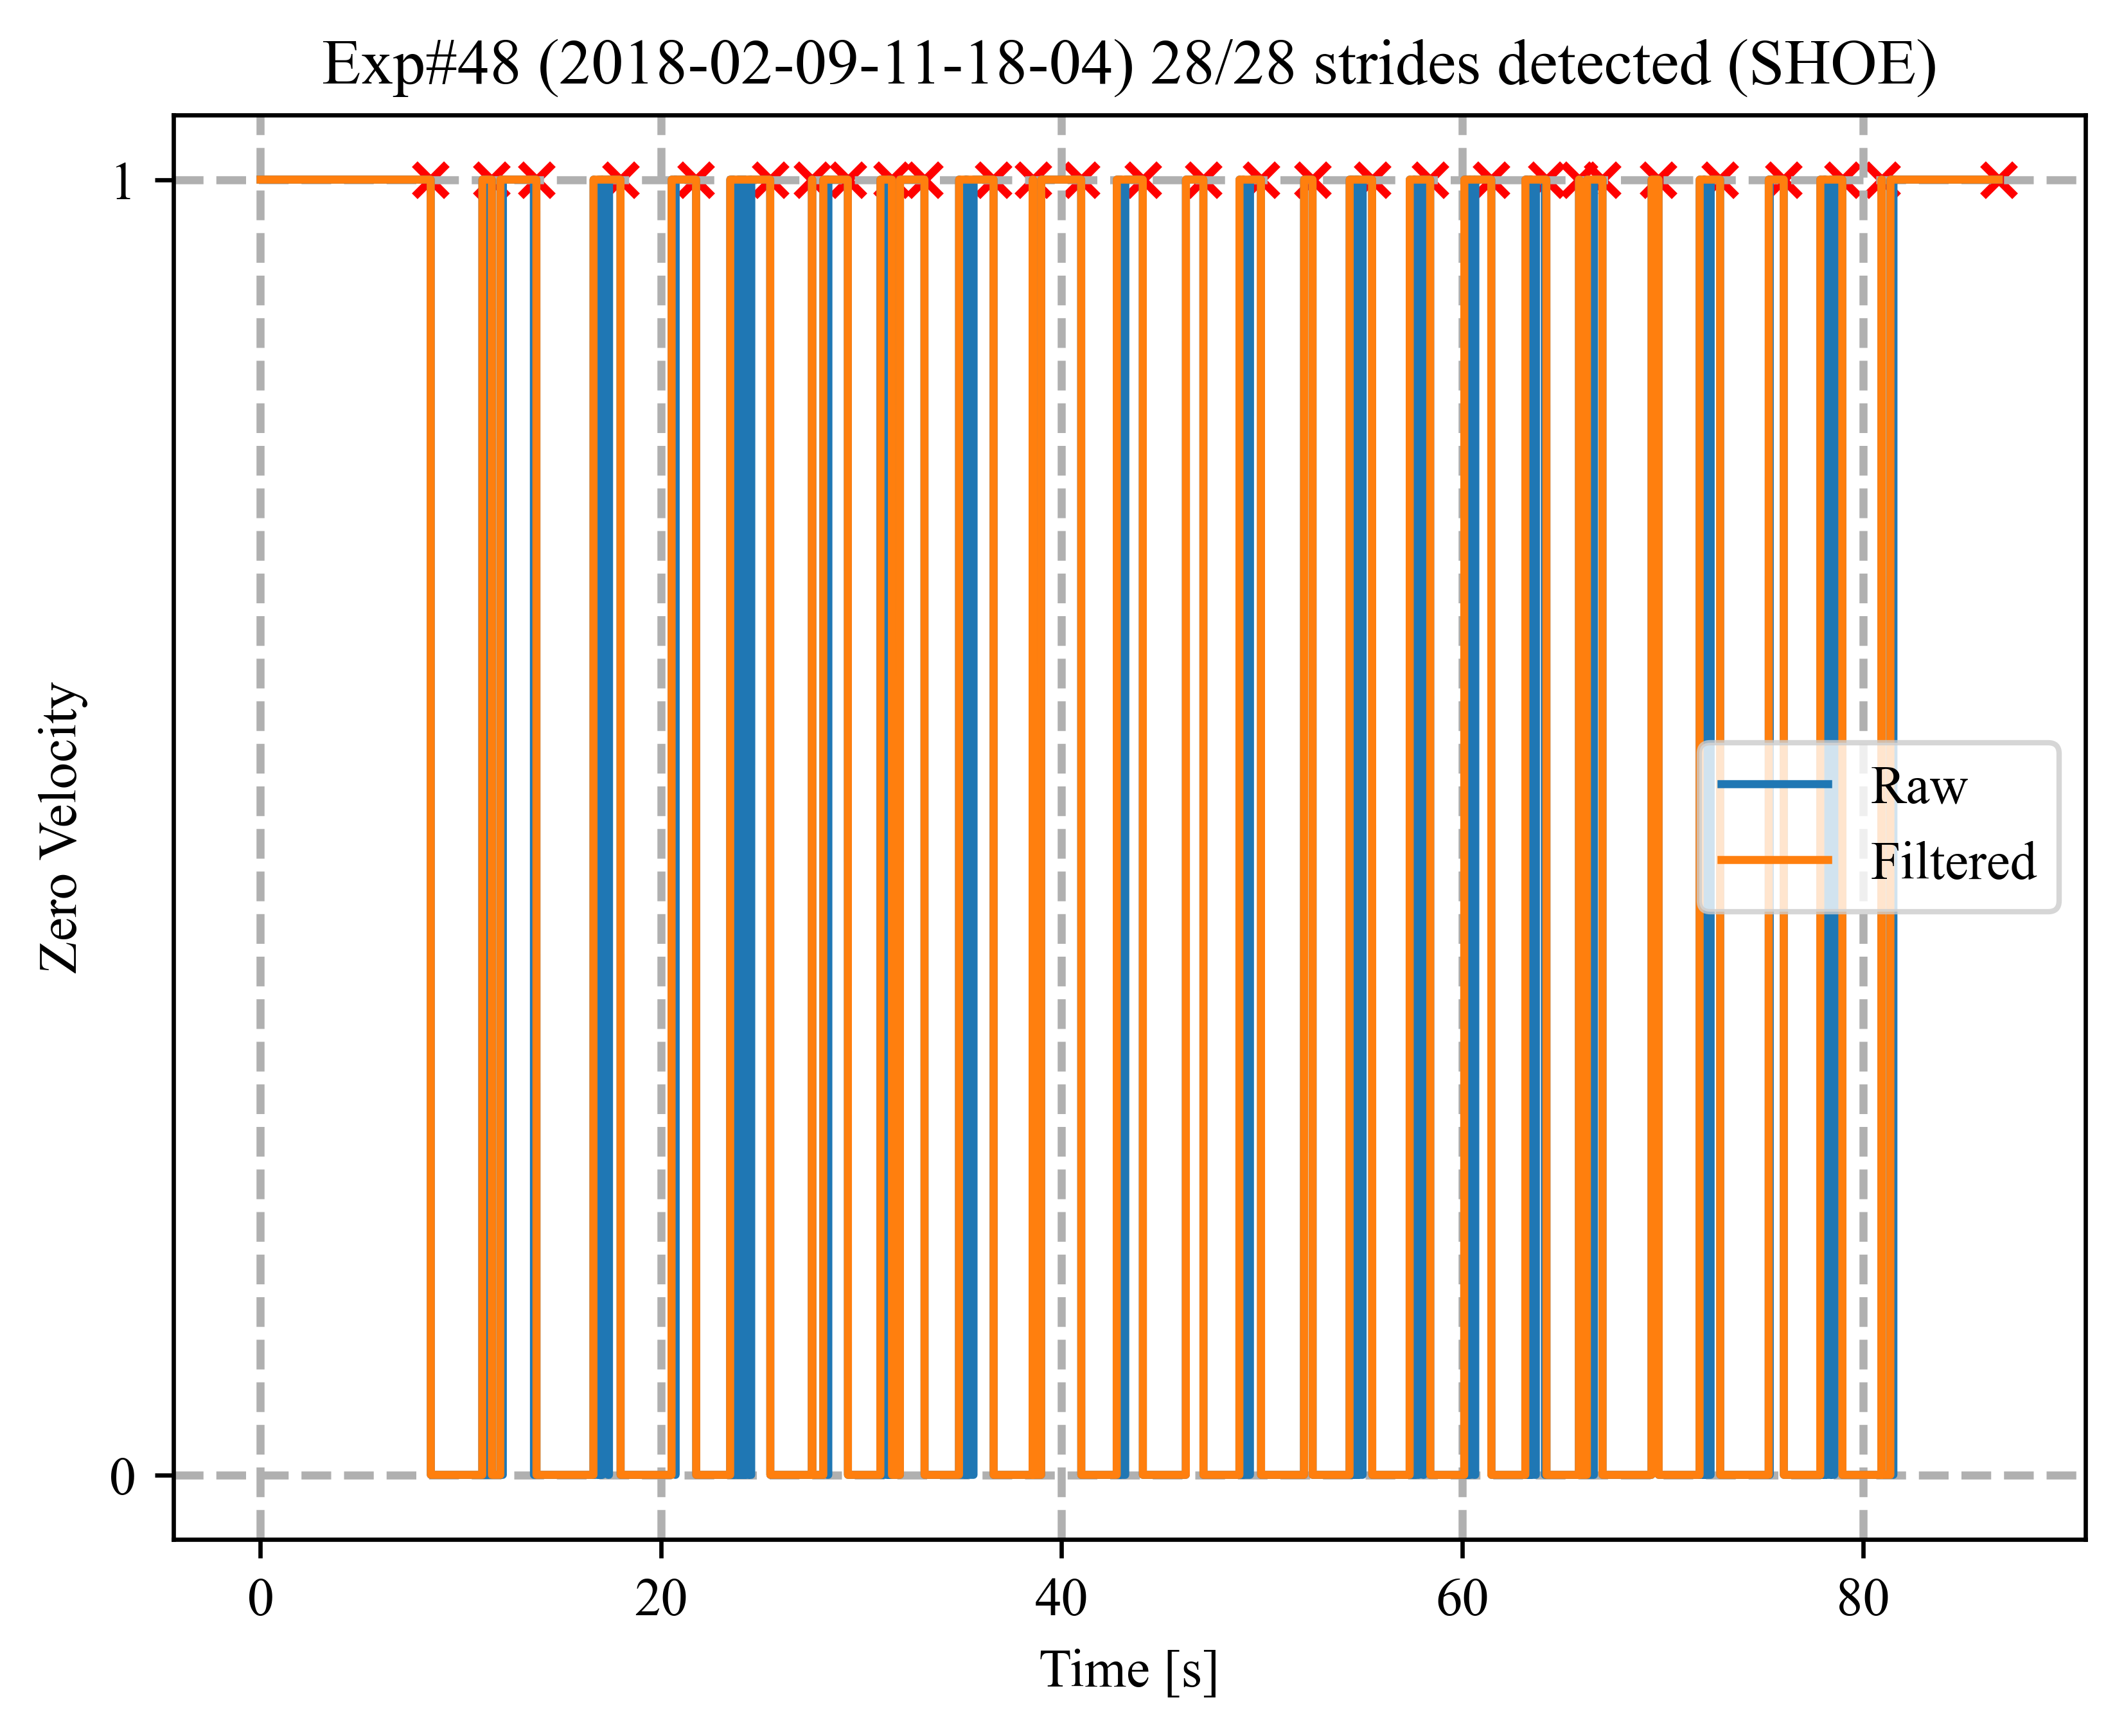 Exp#48 (2018-02-09-11-18-04) 28/28 strides detected (SHOE)
1
Zero Velocity
Raw
Filtered
0
0 20 40 60 80
Time [s]